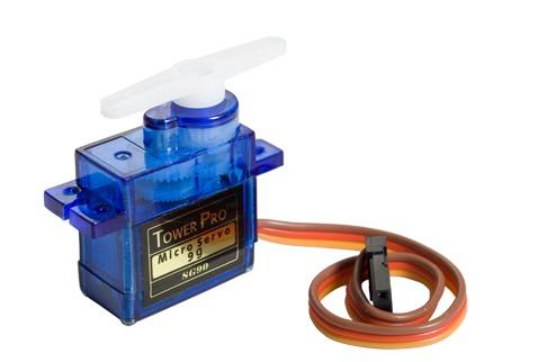 TOWER PRO
Micro Servo
9g
SG90